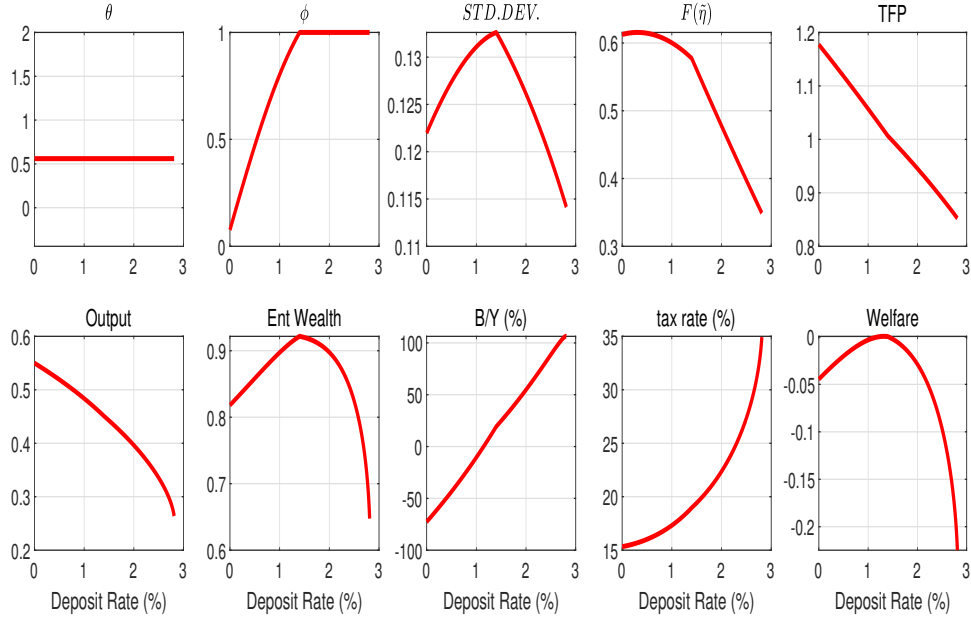 θ
2
1.5
1
0.5
0
0 1 2 3
ϕ
1
0.5
0
0 1 2 3
STD.DEV.
0.13
0.125
0.12
0.115
0.11
0 1 2 3
F(η̃)
0.6
0.5
0.4
0.3
0 1 2 3
TFP
1.2
1.1
1
0.9
0.8
0 1 2 3
Output
0.6
0.5
0.4
0.3
0.2
0 1 2 3
Deposit Rate (%)
Ent Wealth
0.9
0.8
0.7
0.6
0 1 2 3
Deposit Rate (%)
B/Y (%)
100
50
0
-50
-100
0 1 2 3
Deposit Rate (%)
tax rate (%)
35
30
25
20
15
0 1 2 3
Deposit Rate (%)
Welfare
0
-0.05
-0.1
-0.15
-0.2
0 1 2 3
Deposit Rate (%)